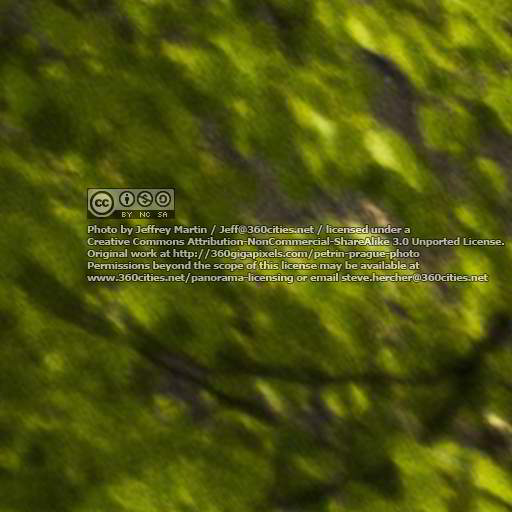 cc
BY NC SA
Photo by Jeffrey Martin / Jeff@360cities.net / licensed under a
Creative Commons Attribution-NonCommercial-ShareAlike 3.0 Unported License.
Original work at http://360gigapixels.com/petrin-prague-photo
Permissions beyond the scope of this license may be available at
www.360cities.net/panorama-licensing or email steve.hercher@360cities.net